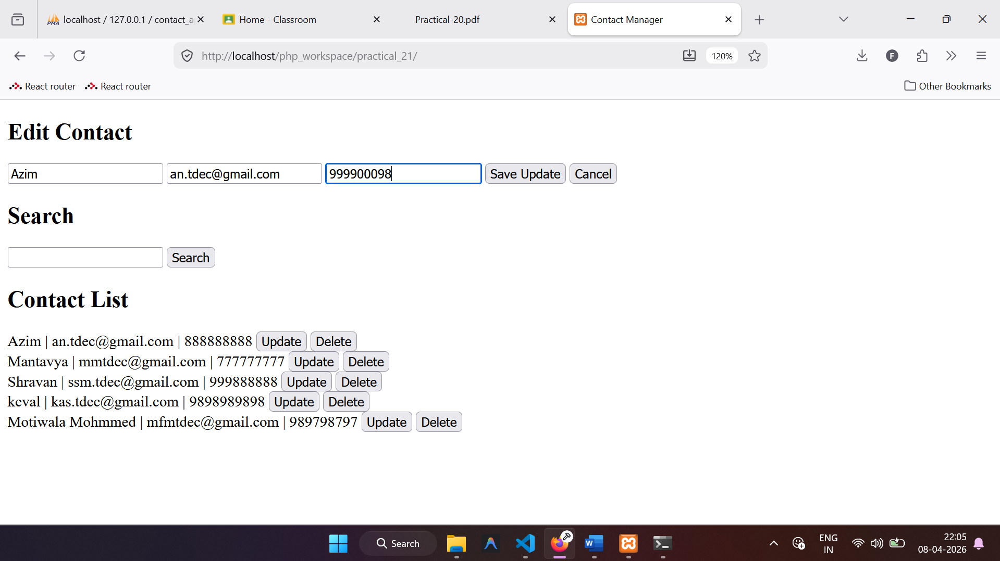 localhost / 127.0.0.1 / contact_a
Home - Classroom
Practical-20.pdf
Contact Manager
http://localhost/php_workspace/practical_21/
120%
F
React router
React router
Other Bookmarks
Edit Contact
Azim an.tdec@gmail.com 999900098 Save Update Cancel
Search
Search
Contact List
Azim | an.tdec@gmail.com | 888888888 Update Delete
Mantavya | mmtdec@gmail.com | 777777777 Update Delete
Shravan | ssm.tdec@gmail.com | 999888888 Update Delete
keval | kas.tdec@gmail.com | 9898989898 Update Delete
Motiwala Mohmmed | mfmtdec@gmail.com | 989798797 Update Delete
Search
ENG
IN
22:05
08-04-2026
PMA
W